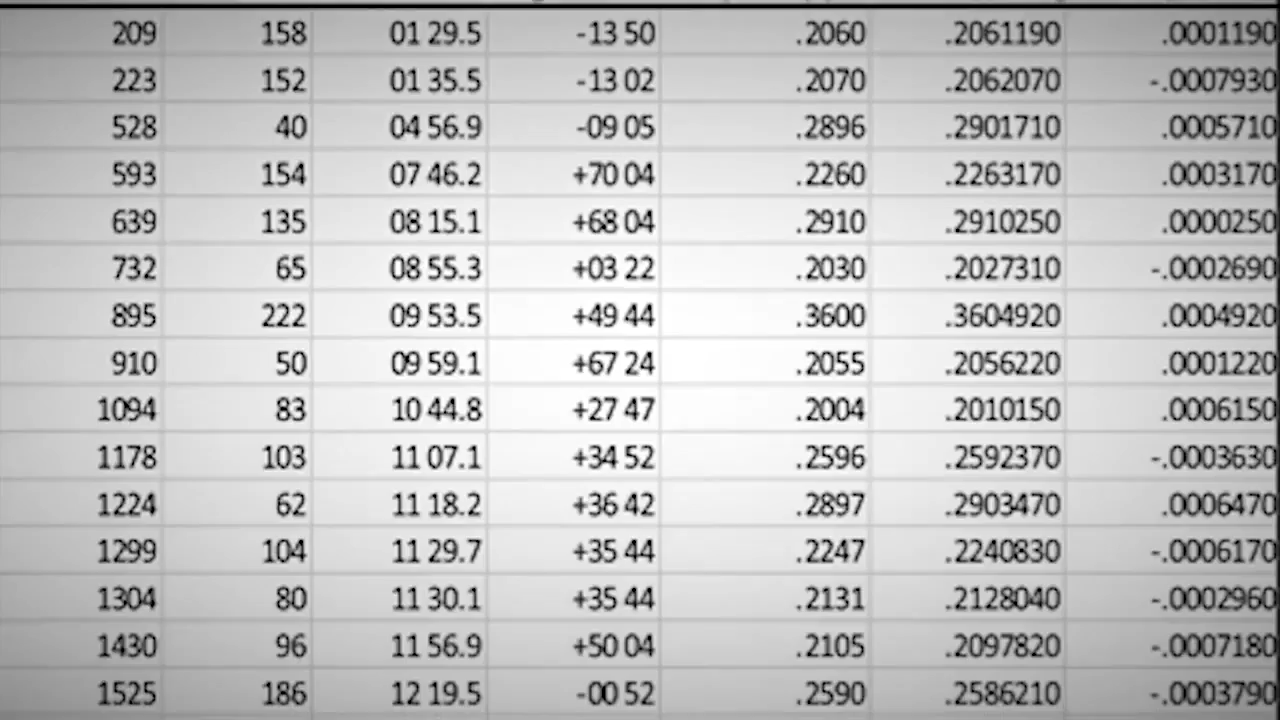 209 158 01 29.5 -13 50 .2060 .2061190 .0001190
223 152 01 35.5 -13 02 .2070 .2062070 -.0007930
528 40 04 56.9 -09 05 .2896 .2901710 .0005710
593 154 07 46.2 +70 04 .2260 .2263170 .0003170
639 135 08 15.1 +68 04 .2910 .2910250 .0000250
732 65 08 55.3 +03 22 .2030 .2027310 -.0002690
895 222 09 53.5 +49 44 .3600 .3604920 .0004920
910 50 09 59.1 +67 24 .2055 .2056220 .0001220
1094 83 10 44.8 +27 47 .2004 .2010150 .0006150
1178 103 11 07.1 +34 52 .2596 .2592370 -.0003630
1224 62 11 18.2 +36 42 .2897 .2903470 .0006470
1299 104 11 29.7 +35 44 .2247 .2240830 -.0006170
1304 80 11 30.1 +35 44 .2131 .2128040 -.0002960
1430 96 11 56.9 +50 04 .2105 .2097820 -.0007180
1525 186 12 19.5 -00 52 .2590 .2586210 -.0003790